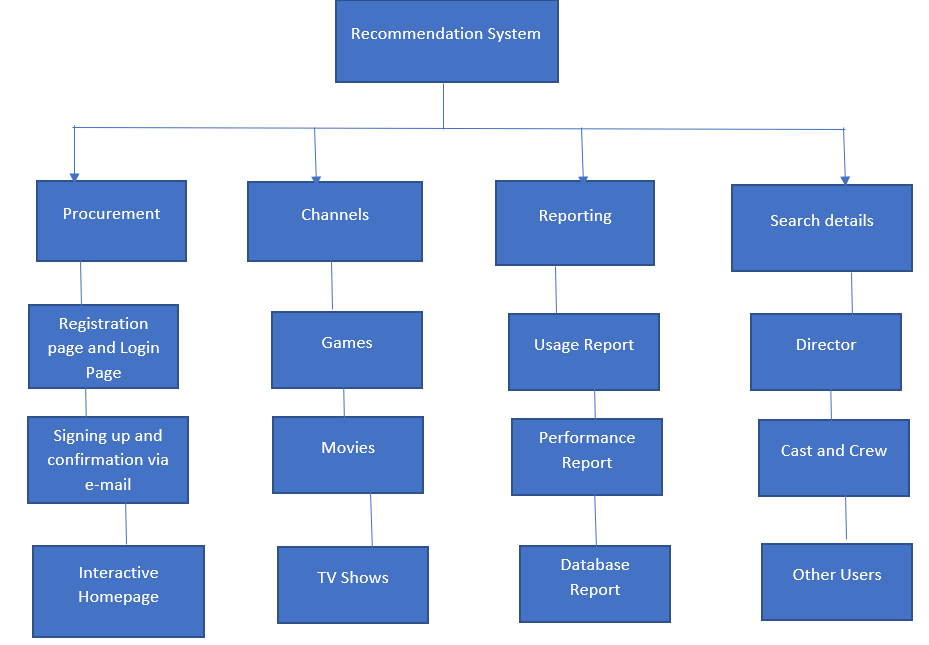 Recommendation System
Procurement
Channels
Reporting
Search details
Registration
page and Login
Page
Games
Usage Report
Director
Signing up and
confirmation via
e-mail
Movies
Performance
Report
Cast and Crew
Interactive
Homepage
TV Shows
Database
Report
Other Users